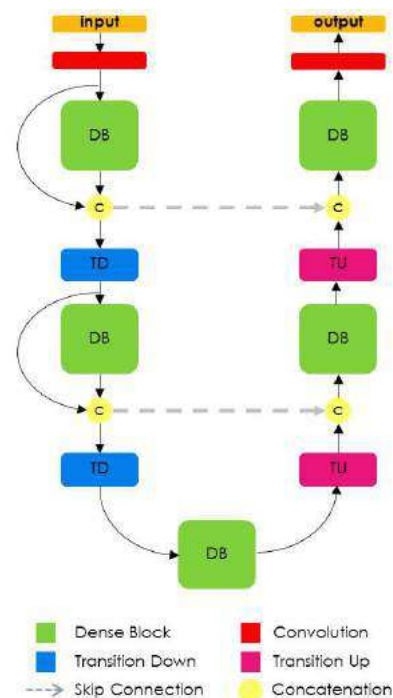 input output
DB DB
C C
TD TU
DB DB
C C
TD TU
DB
Dense Block Convolution
Transition Down Transition Up
Skip Connection C Concatenation